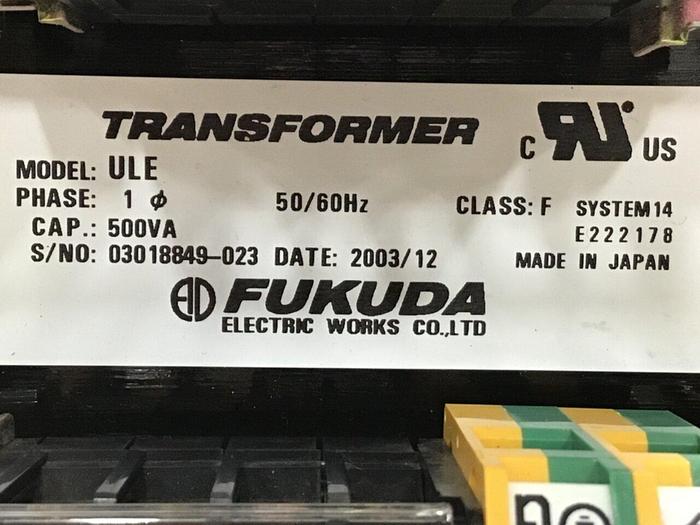 TRANSFORMER
C RU US
MODEL: ULE
PHASE: 1 ϕ 50/60Hz CLASS: F SYSTEM14
CAP.: 500VA E222178
S/NO: 03018849-023 DATE: 2003/12 MADE IN JAPAN
FUKUDA
ELECTRIC WORKS CO.,LTD